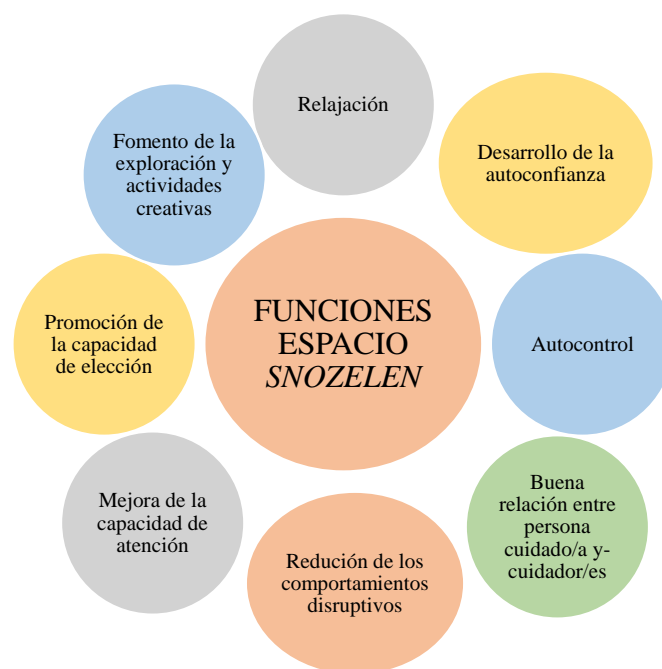 Relajación
Desarrollo de la
autoconfianza
Autocontrol
Buena
relación entre
persona
cuidado/a y-
cuidador/es
Redución de los
comportamientos
disruptivos
Mejora de la
capacidad de
atención
Promoción de
la capacidad
de elección
Fomento de la
exploración y
actividades
creativas
FUNCIONES
ESPACIO
SNOZELEN